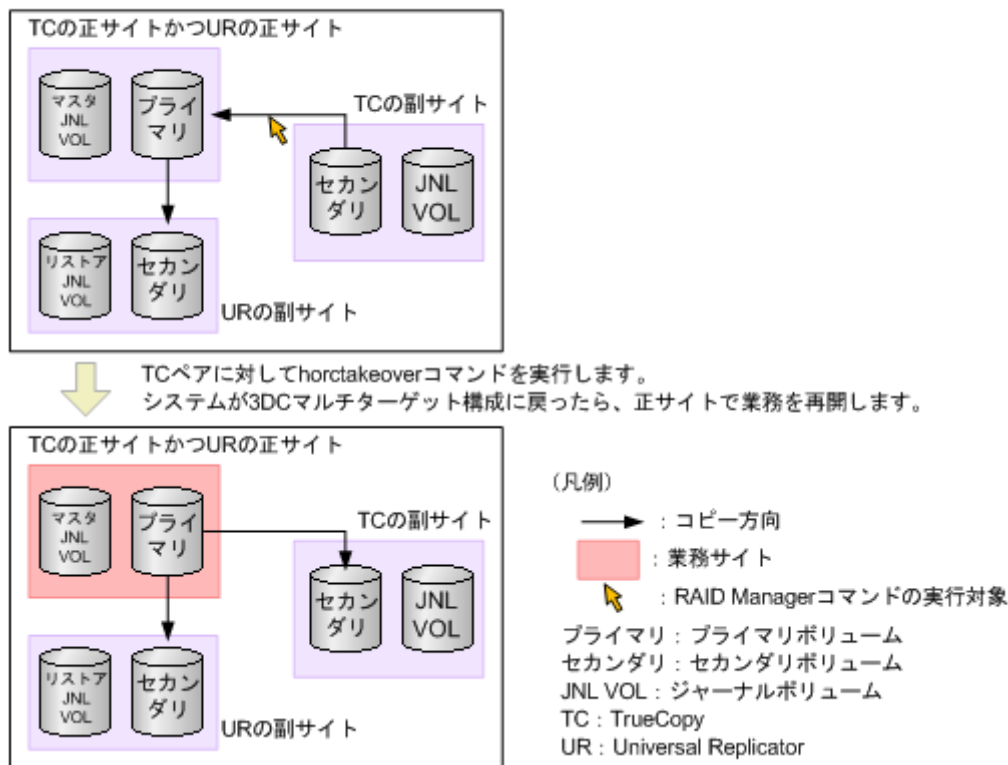 TCの正サイトかつURの正サイト
マスタ
JNL
VOL
プライ
マリ
TCの副サイト
セカン
ダリ
JNL
VOL
リストア
JNL
VOL
セカン
ダリ
URの副サイト
TCペアに対してhorctakeoverコマンドを実行します。
システムが3DCマルチターゲット構成に戻ったら、正サイトで業務を再開します。
TCの正サイトかつURの正サイト
マスタ
JNL
VOL
プライ
マリ
TCの副サイト
セカン
ダリ
JNL
VOL
リストア
JNL
VOL
セカン
ダリ
URの副サイト
（凡例）
：コピー方向
：業務サイト
：RAID Managerコマンドの実行対象
プライマリ：プライマリボリューム
セカンダリ：セカンダリボリューム
JNL VOL：ジャーナルボリューム
TC：TrueCopy
UR：Universal Replicator